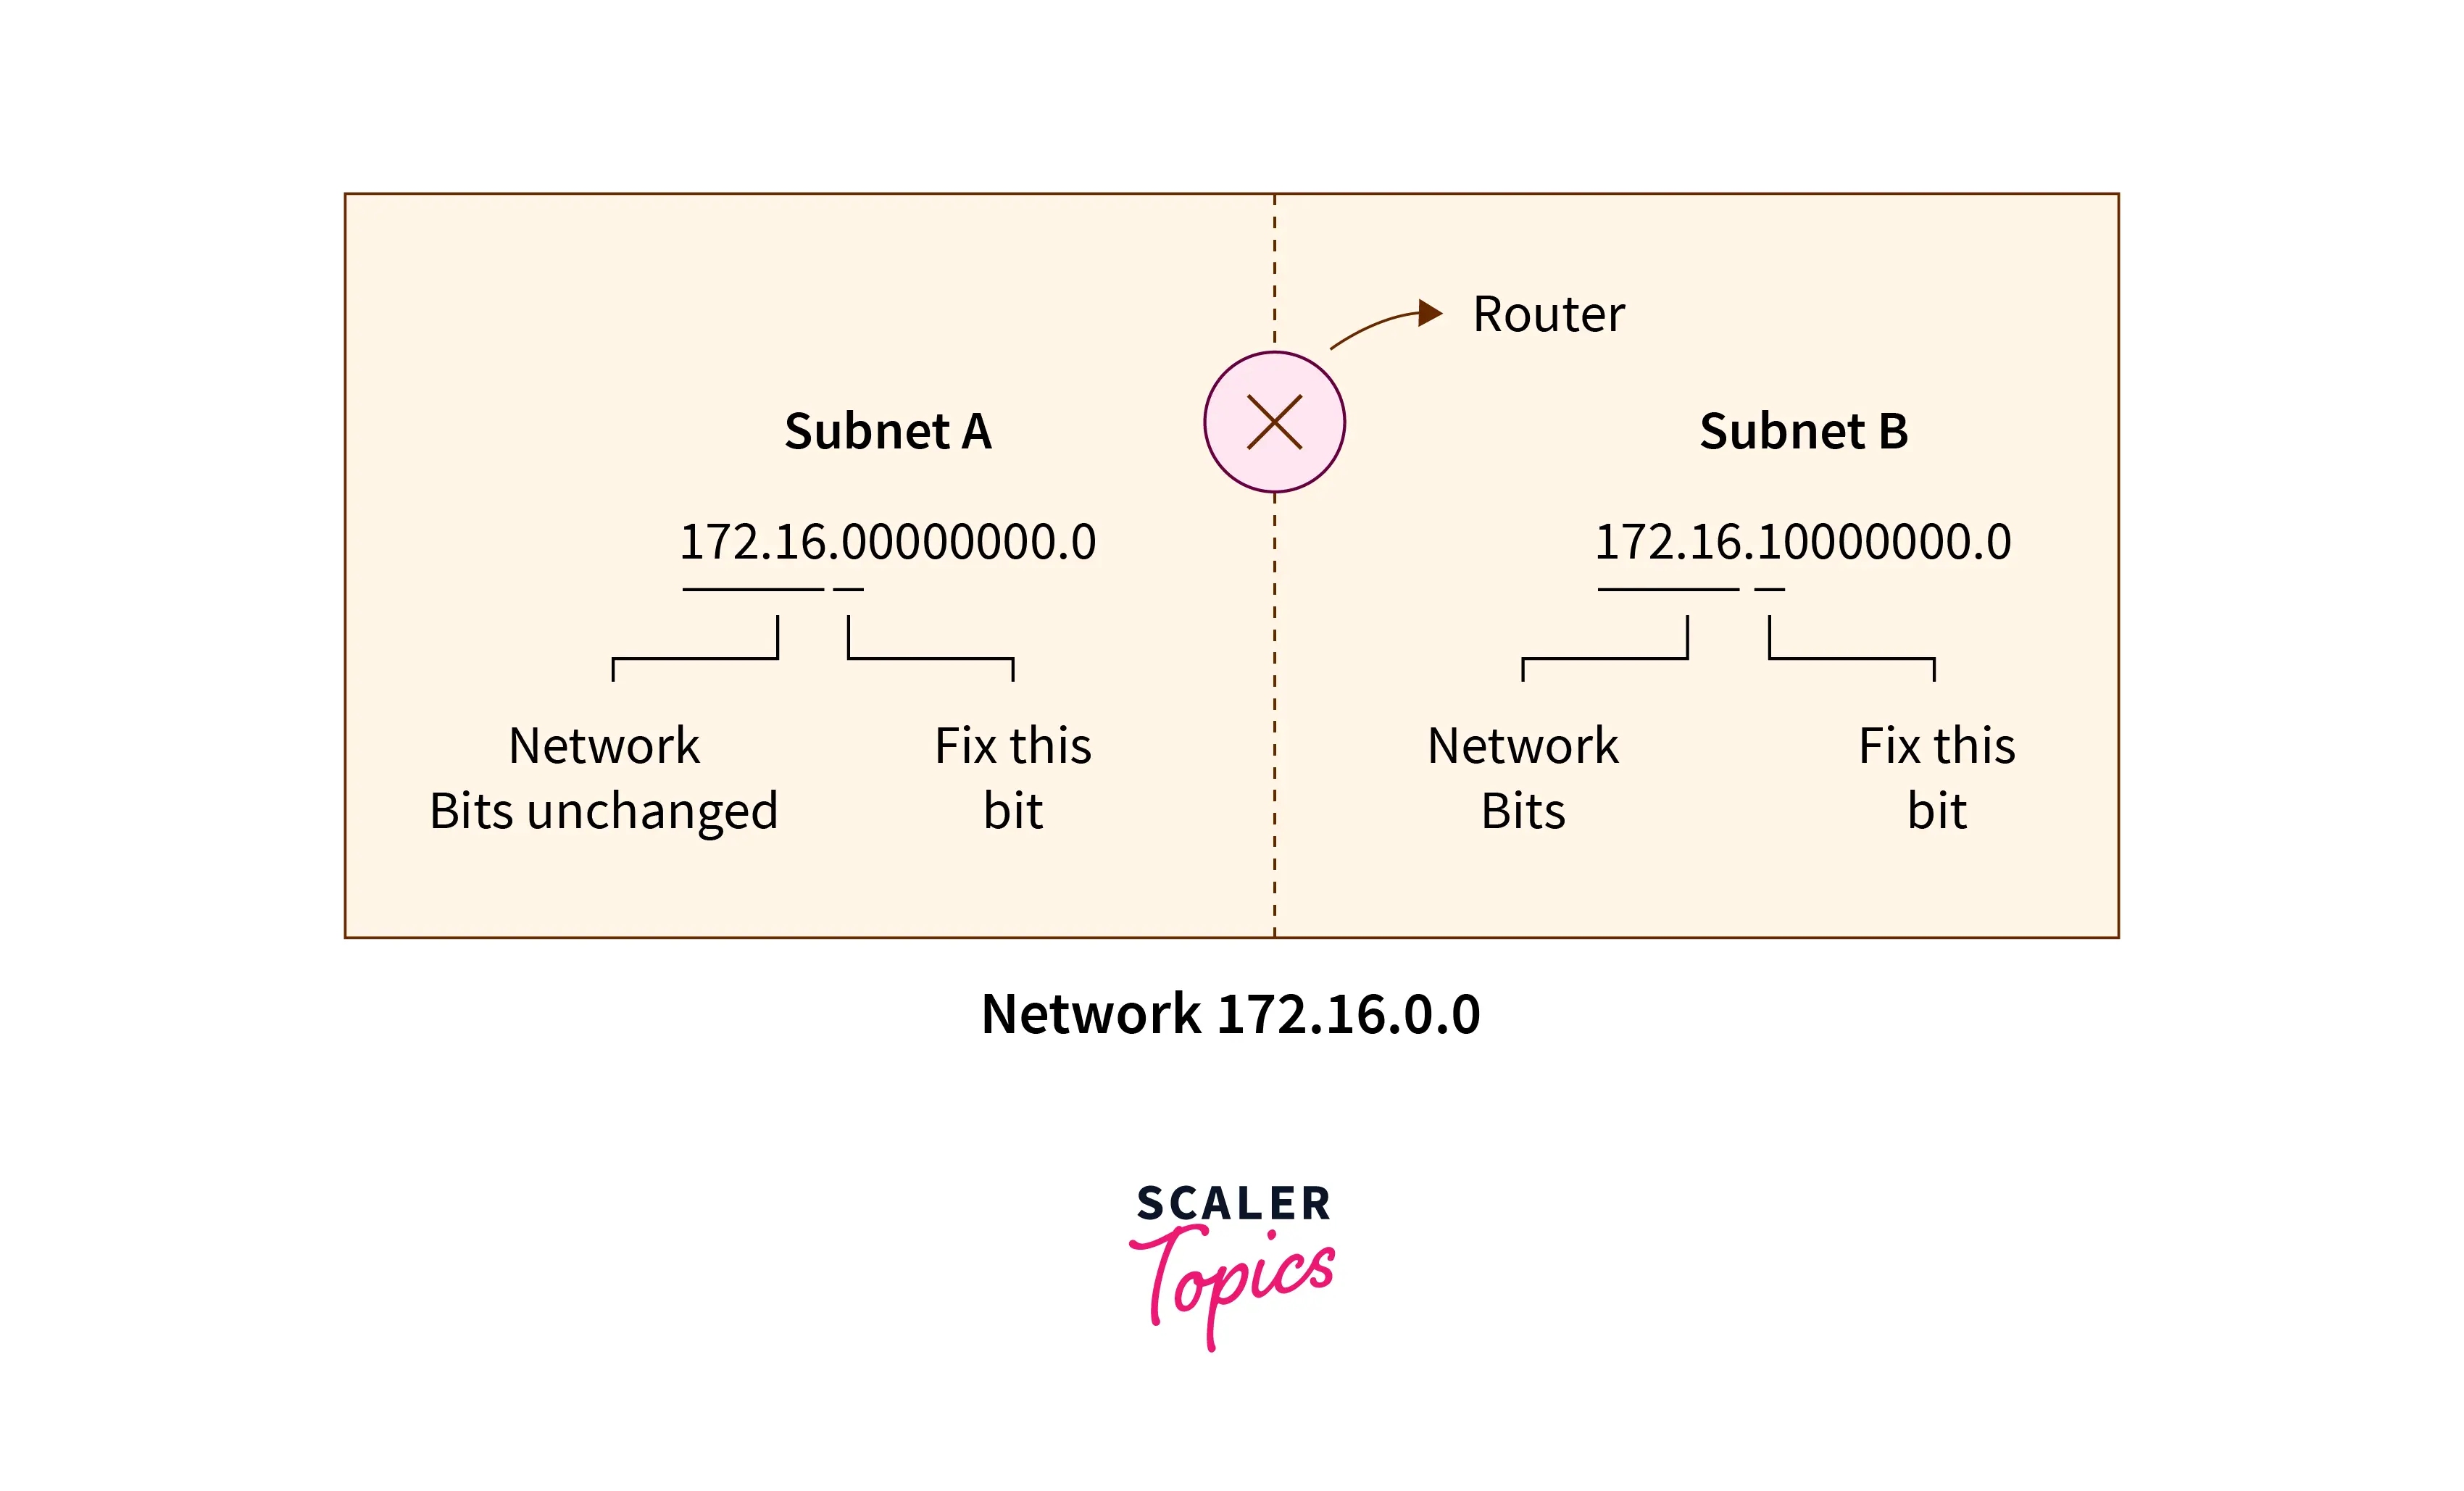 Router
Subnet A
Subnet B
172.16.00000000.0
172.16.10000000.0
Network
Bits unchanged
Fix this
bit
Network
Bits
Fix this
bit
Network 172.16.0.0
SCALER
Topics